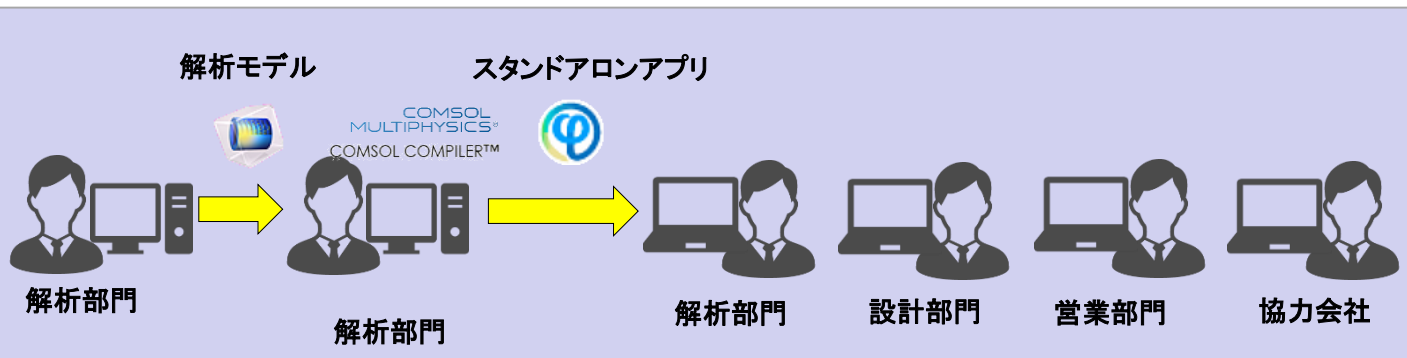 解析モデル
スタンドアロンアプリ
COMSOL
MULTIPHYSICS®
COMSOL COMPILER™
解析部門
解析部門
解析部門
設計部門
営業部門
協力会社